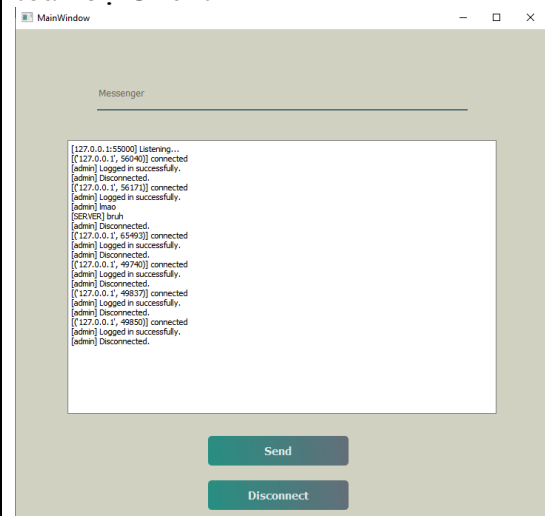 MainWindow
Messenger
[127.0.0.1:55000] Listening...
[('127.0.0.1', 56040)] connected
[admin] Logged in successfully.
[admin] Disconnected.
[('127.0.0.1', 56171)] connected
[admin] Logged in successfully.
[admin] lmao
[SERVER] bruh
[admin] Disconnected.
[('127.0.0.1', 65493)] connected
[admin] Logged in successfully.
[admin] Disconnected.
[('127.0.0.1', 49740)] connected
[admin] Logged in successfully.
[admin] Disconnected.
[('127.0.0.1', 49837)] connected
[admin] Logged in successfully.
[admin] Disconnected.
[('127.0.0.1', 49850)] connected
[admin] Logged in successfully.
[admin] Disconnected.
Send
Disconnect